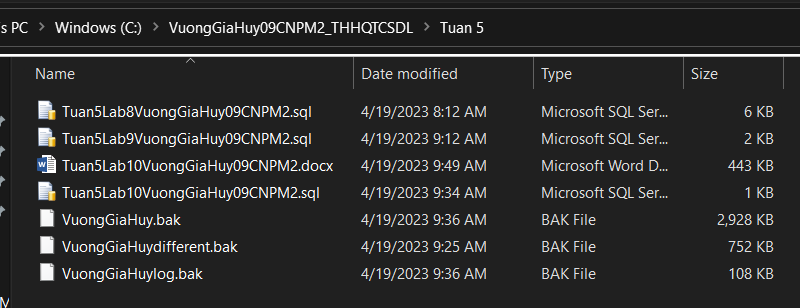 s PC > Windows (C:) > VuongGiaHuy09CNPM2_THHQTCSDL > Tuan 5
Name Date modified Type Size
Tuan5Lab8VuongGiaHuy09CNPM2.sql 4/19/2023 8:12 AM Microsoft SQL Ser... 6 KB
Tuan5Lab9VuongGiaHuy09CNPM2.sql 4/19/2023 9:12 AM Microsoft SQL Ser... 2 KB
Tuan5Lab10VuongGiaHuy09CNPM2.docx 4/19/2023 9:49 AM Microsoft Word D... 443 KB
Tuan5Lab10VuongGiaHuy09CNPM2.sql 4/19/2023 9:34 AM Microsoft SQL Ser... 1 KB
VuongGiaHuy.bak 4/19/2023 9:36 AM BAK File 2,928 KB
VuongGiaHuydifferent.bak 4/19/2023 9:25 AM BAK File 752 KB
VuongGiaHuylog.bak 4/19/2023 9:36 AM BAK File 108 KB
M